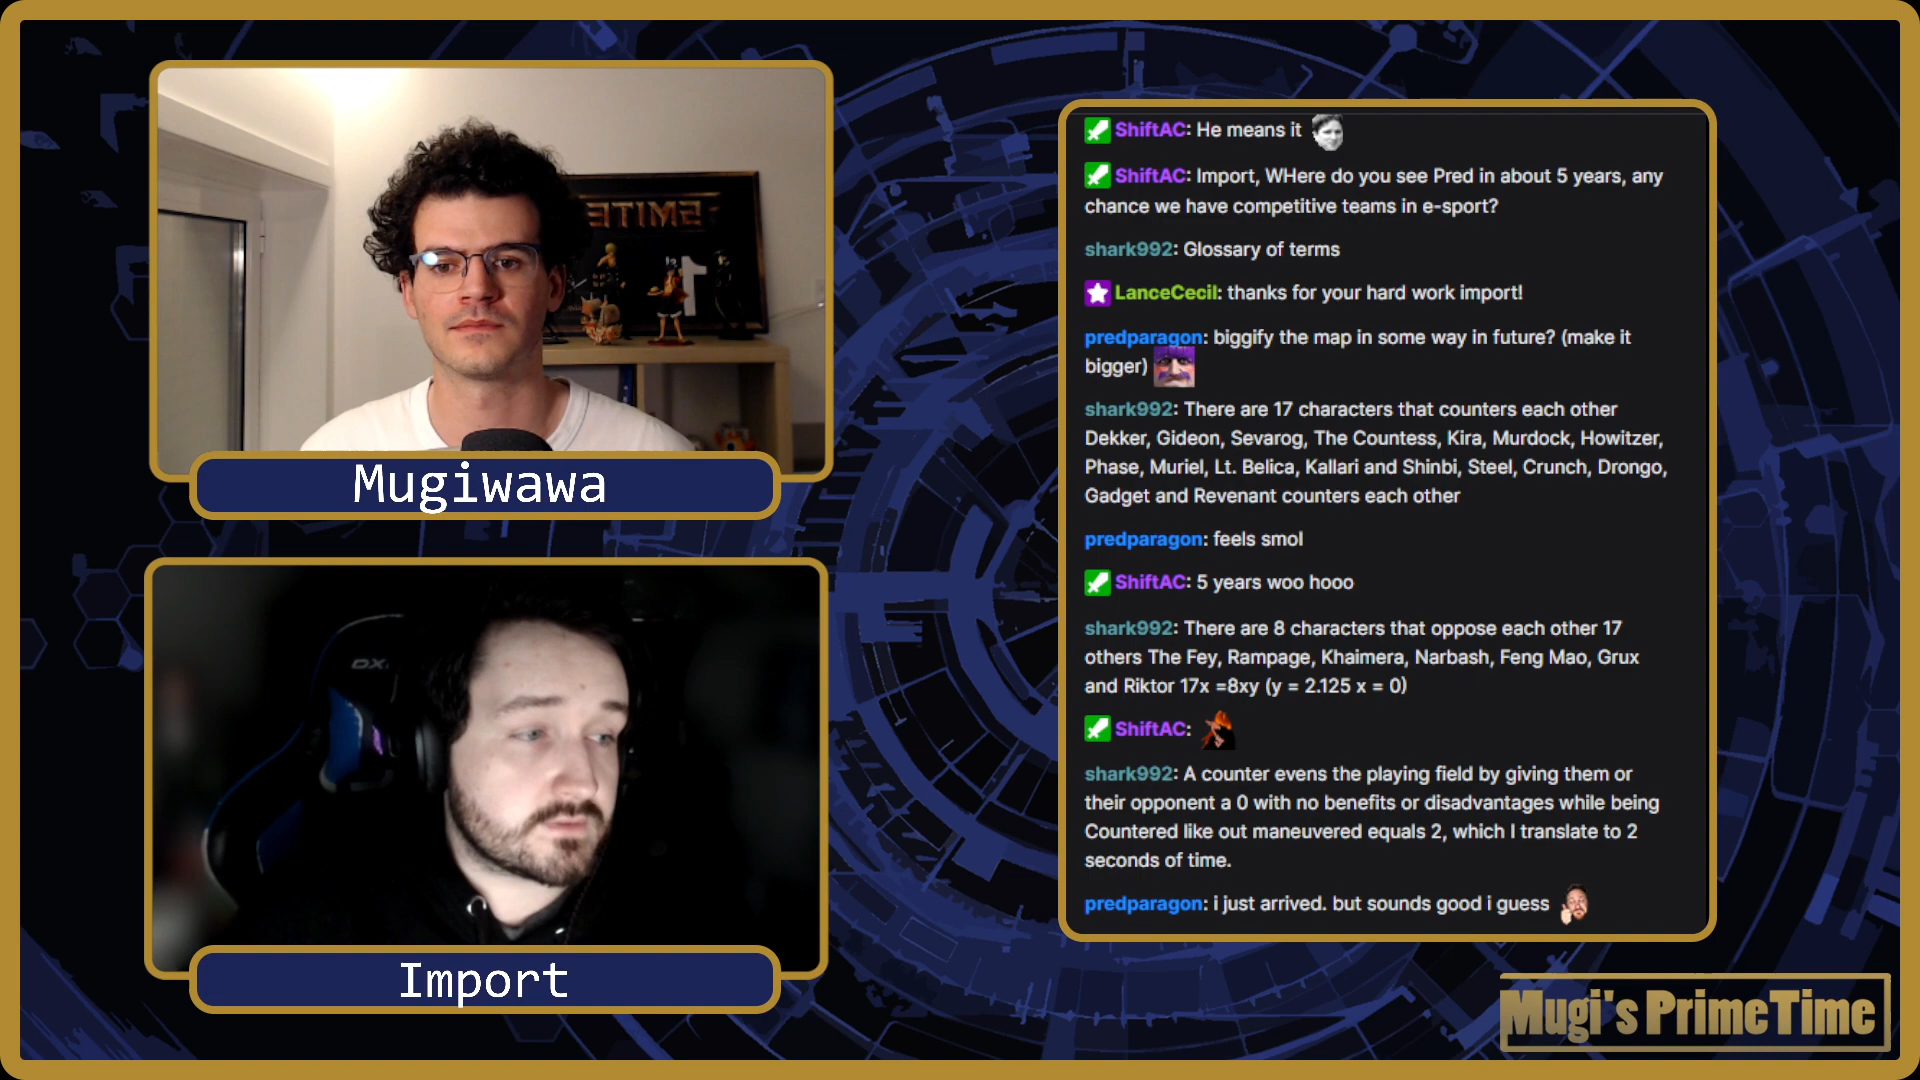 ƎMITƎ
DX
Mugiwawa
Import
ShiftAC: He means it
ShiftAC: Import, WHere do you see Pred in about 5 years, any
chance we have competitive teams in e-sport?
shark992: Glossary of terms
LanceCecil: thanks for your hard work import!
predparagon: biggify the map in some way in future? (make it
bigger)
shark992: There are 17 characters that counters each other
Dekker, Gideon, Sevarog, The Countess, Kira, Murdock, Howitzer,
Phase, Muriel, Lt. Belica, Kallari and Shinbi, Steel, Crunch, Drongo,
Gadget and Revenant counters each other
predparagon: feels smol
ShiftAC: 5 years woo hooo
shark992: There are 8 characters that oppose each other 17
others The Fey, Rampage, Khaimera, Narbash, Feng Mao, Grux
and Riktor 17x =8xy (y = 2.125 x = 0)
ShiftAC:
shark992: A counter evens the playing field by giving them or
their opponent a 0 with no benefits or disadvantages while being
Countered like out maneuvered equals 2, which I translate to 2
seconds of time.
predparagon: i just arrived. but sounds good i guess
Mugi's PrimeTime